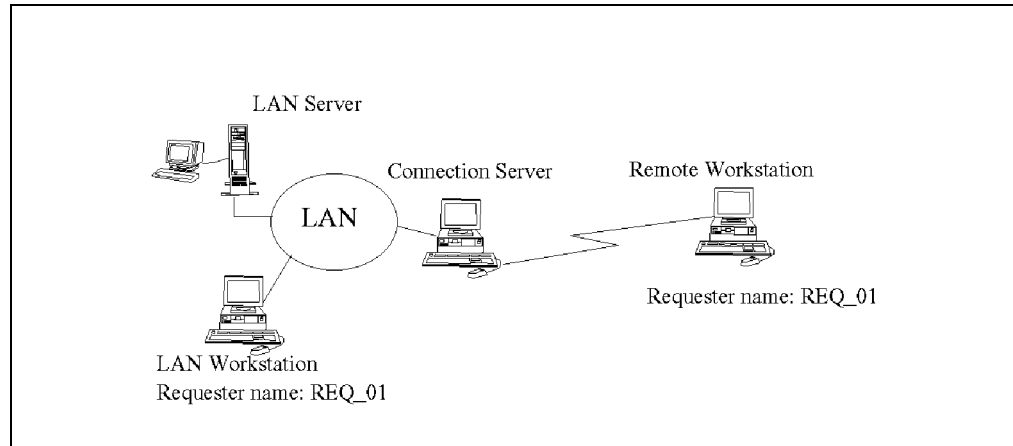 LAN Server
Connection Server
Remote Workstation
LAN
Requester name: REQ_01
LAN Workstation
Requester name: REQ_01